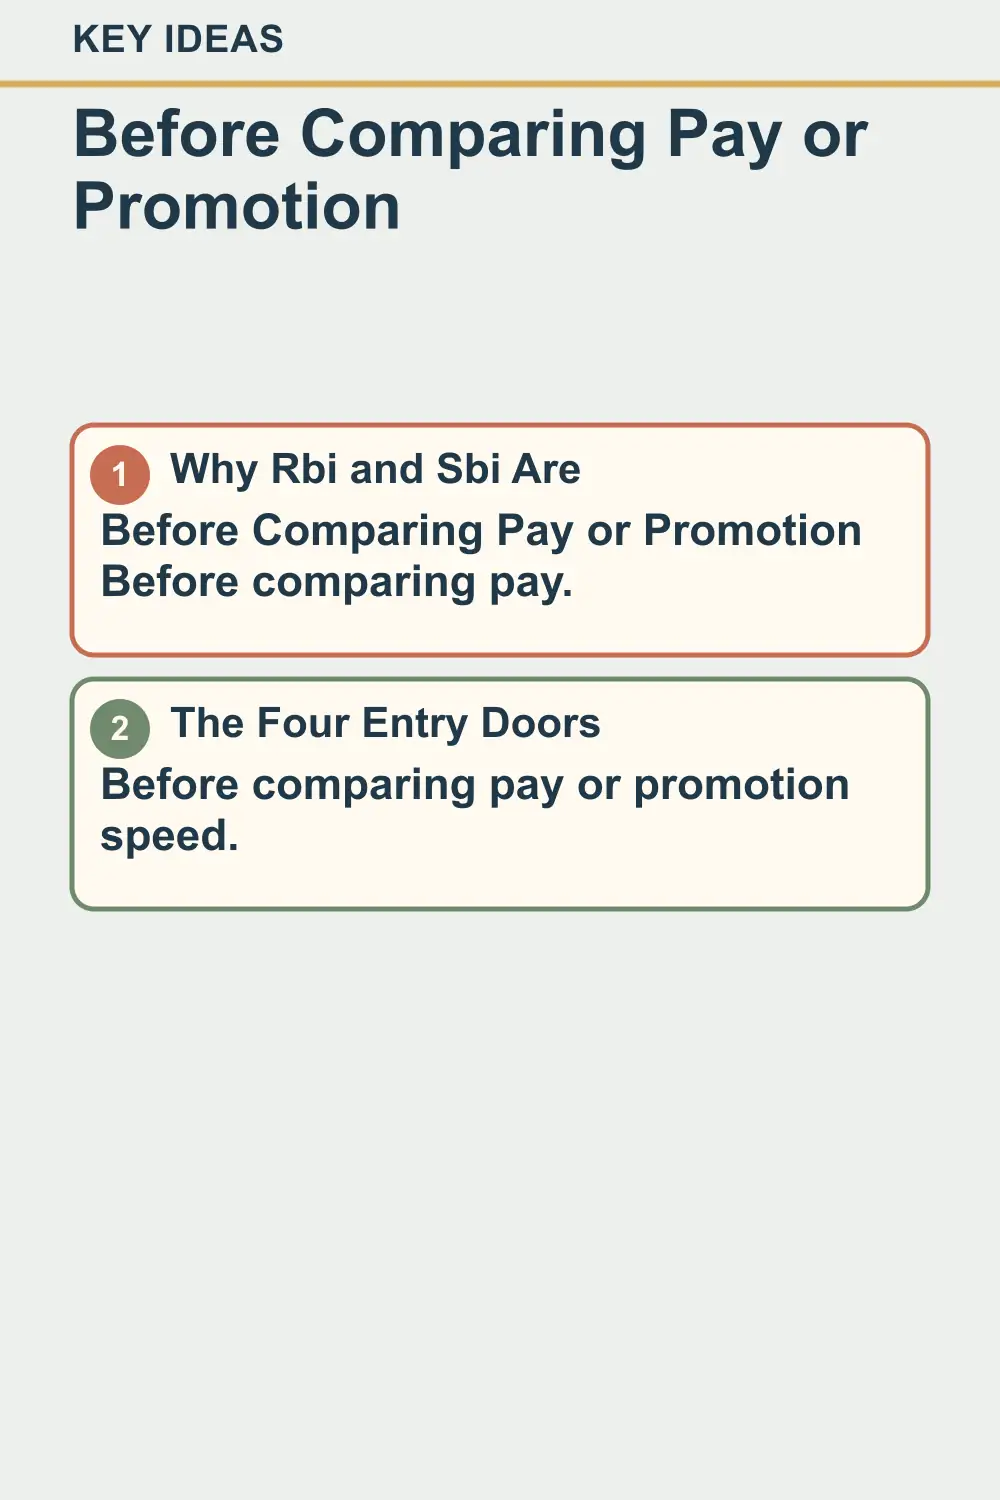 KEY IDEAS
Before Comparing Pay or
Promotion
1 Why Rbi and Sbi Are
Before Comparing Pay or Promotion
Before comparing pay.
2 The Four Entry Doors
Before comparing pay or promotion
speed.